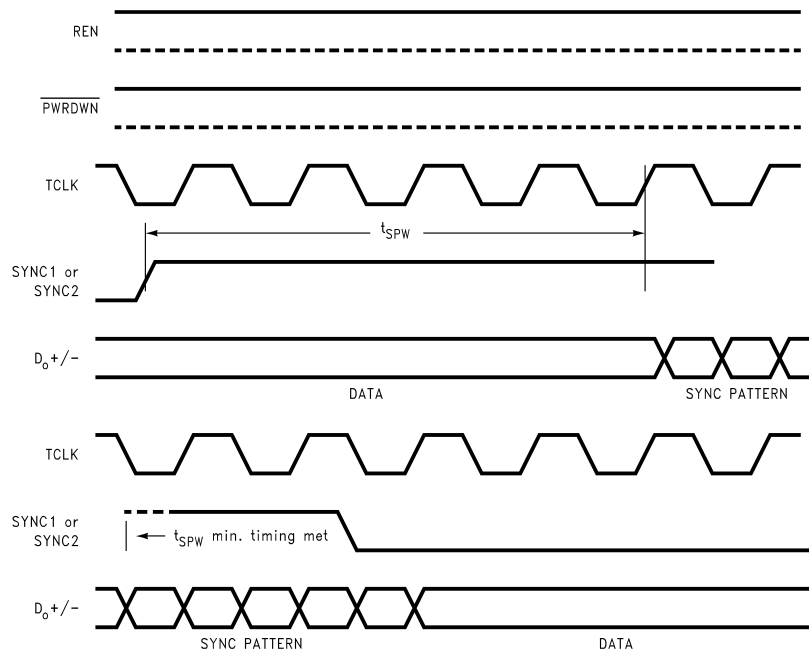 REN
PWRDWN
TCLK
tSPW
SYNC1 or
SYNC2
Do+/-
DATA
SYNC PATTERN
TCLK
SYNC1 or
SYNC2
tSPW min. timing met
Do+/-
SYNC PATTERN
DATA